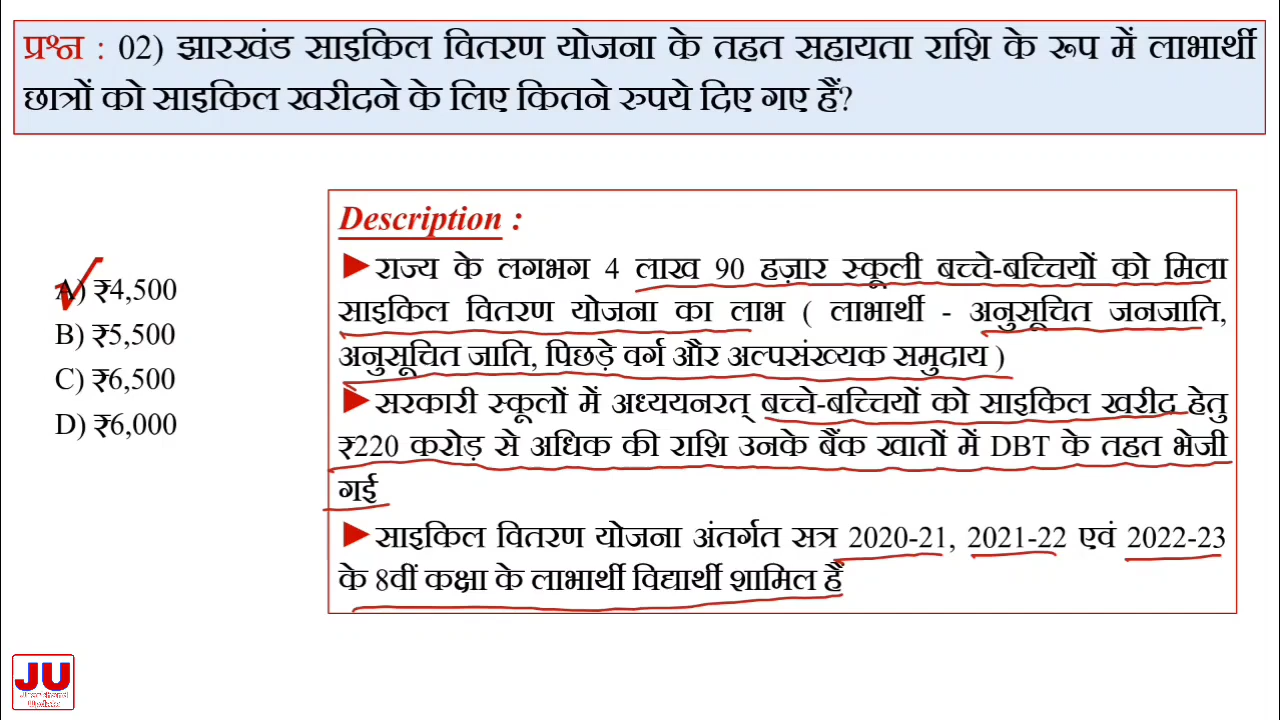 प्रश्न : 02) झारखंड साइकिल वितरण योजना के तहत सहायता राशि के रूप में लाभार्थी
छात्रों को साइकिल खरीदने के लिए कितने रुपये दिए गए हैं?
A) ₹4,500
B) ₹5,500
C) ₹6,500
D) ₹6,000
Description :
►राज्य के लगभग 4 लाख 90 हज़ार स्कूली बच्चे-बच्चियों को मिला
साइकिल वितरण योजना का लाभ ( लाभार्थी - अनुसूचित जनजाति,
अनुसूचित जाति, पिछड़े वर्ग और अल्पसंख्यक समुदाय )
►सरकारी स्कूलों में अध्ययनरत् बच्चे-बच्चियों को साइकिल खरीद हेतु
₹220 करोड़ से अधिक की राशि उनके बैंक खातों में DBT के तहत भेजी
गई
►साइकिल वितरण योजना अंतर्गत सत्र 2020-21, 2021-22 एवं 2022-23
के 8वीं कक्षा के लाभार्थी विद्यार्थी शामिल हैं
JU
Jharkhand
Update